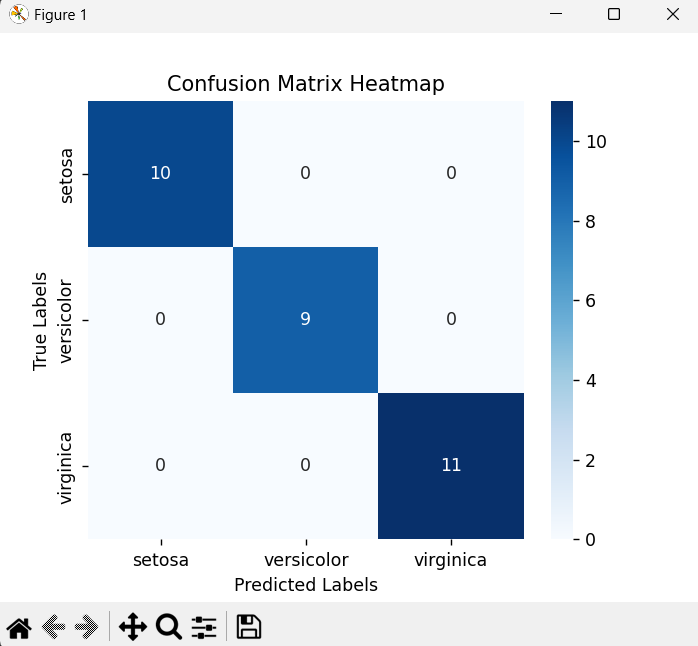 Figure 1
Confusion Matrix Heatmap
setosa
10 0 0
10
8
True Labels
versicolor
0 9 0
6
4
virginica
0 0 11
2
0
setosa versicolor virginica
Predicted Labels